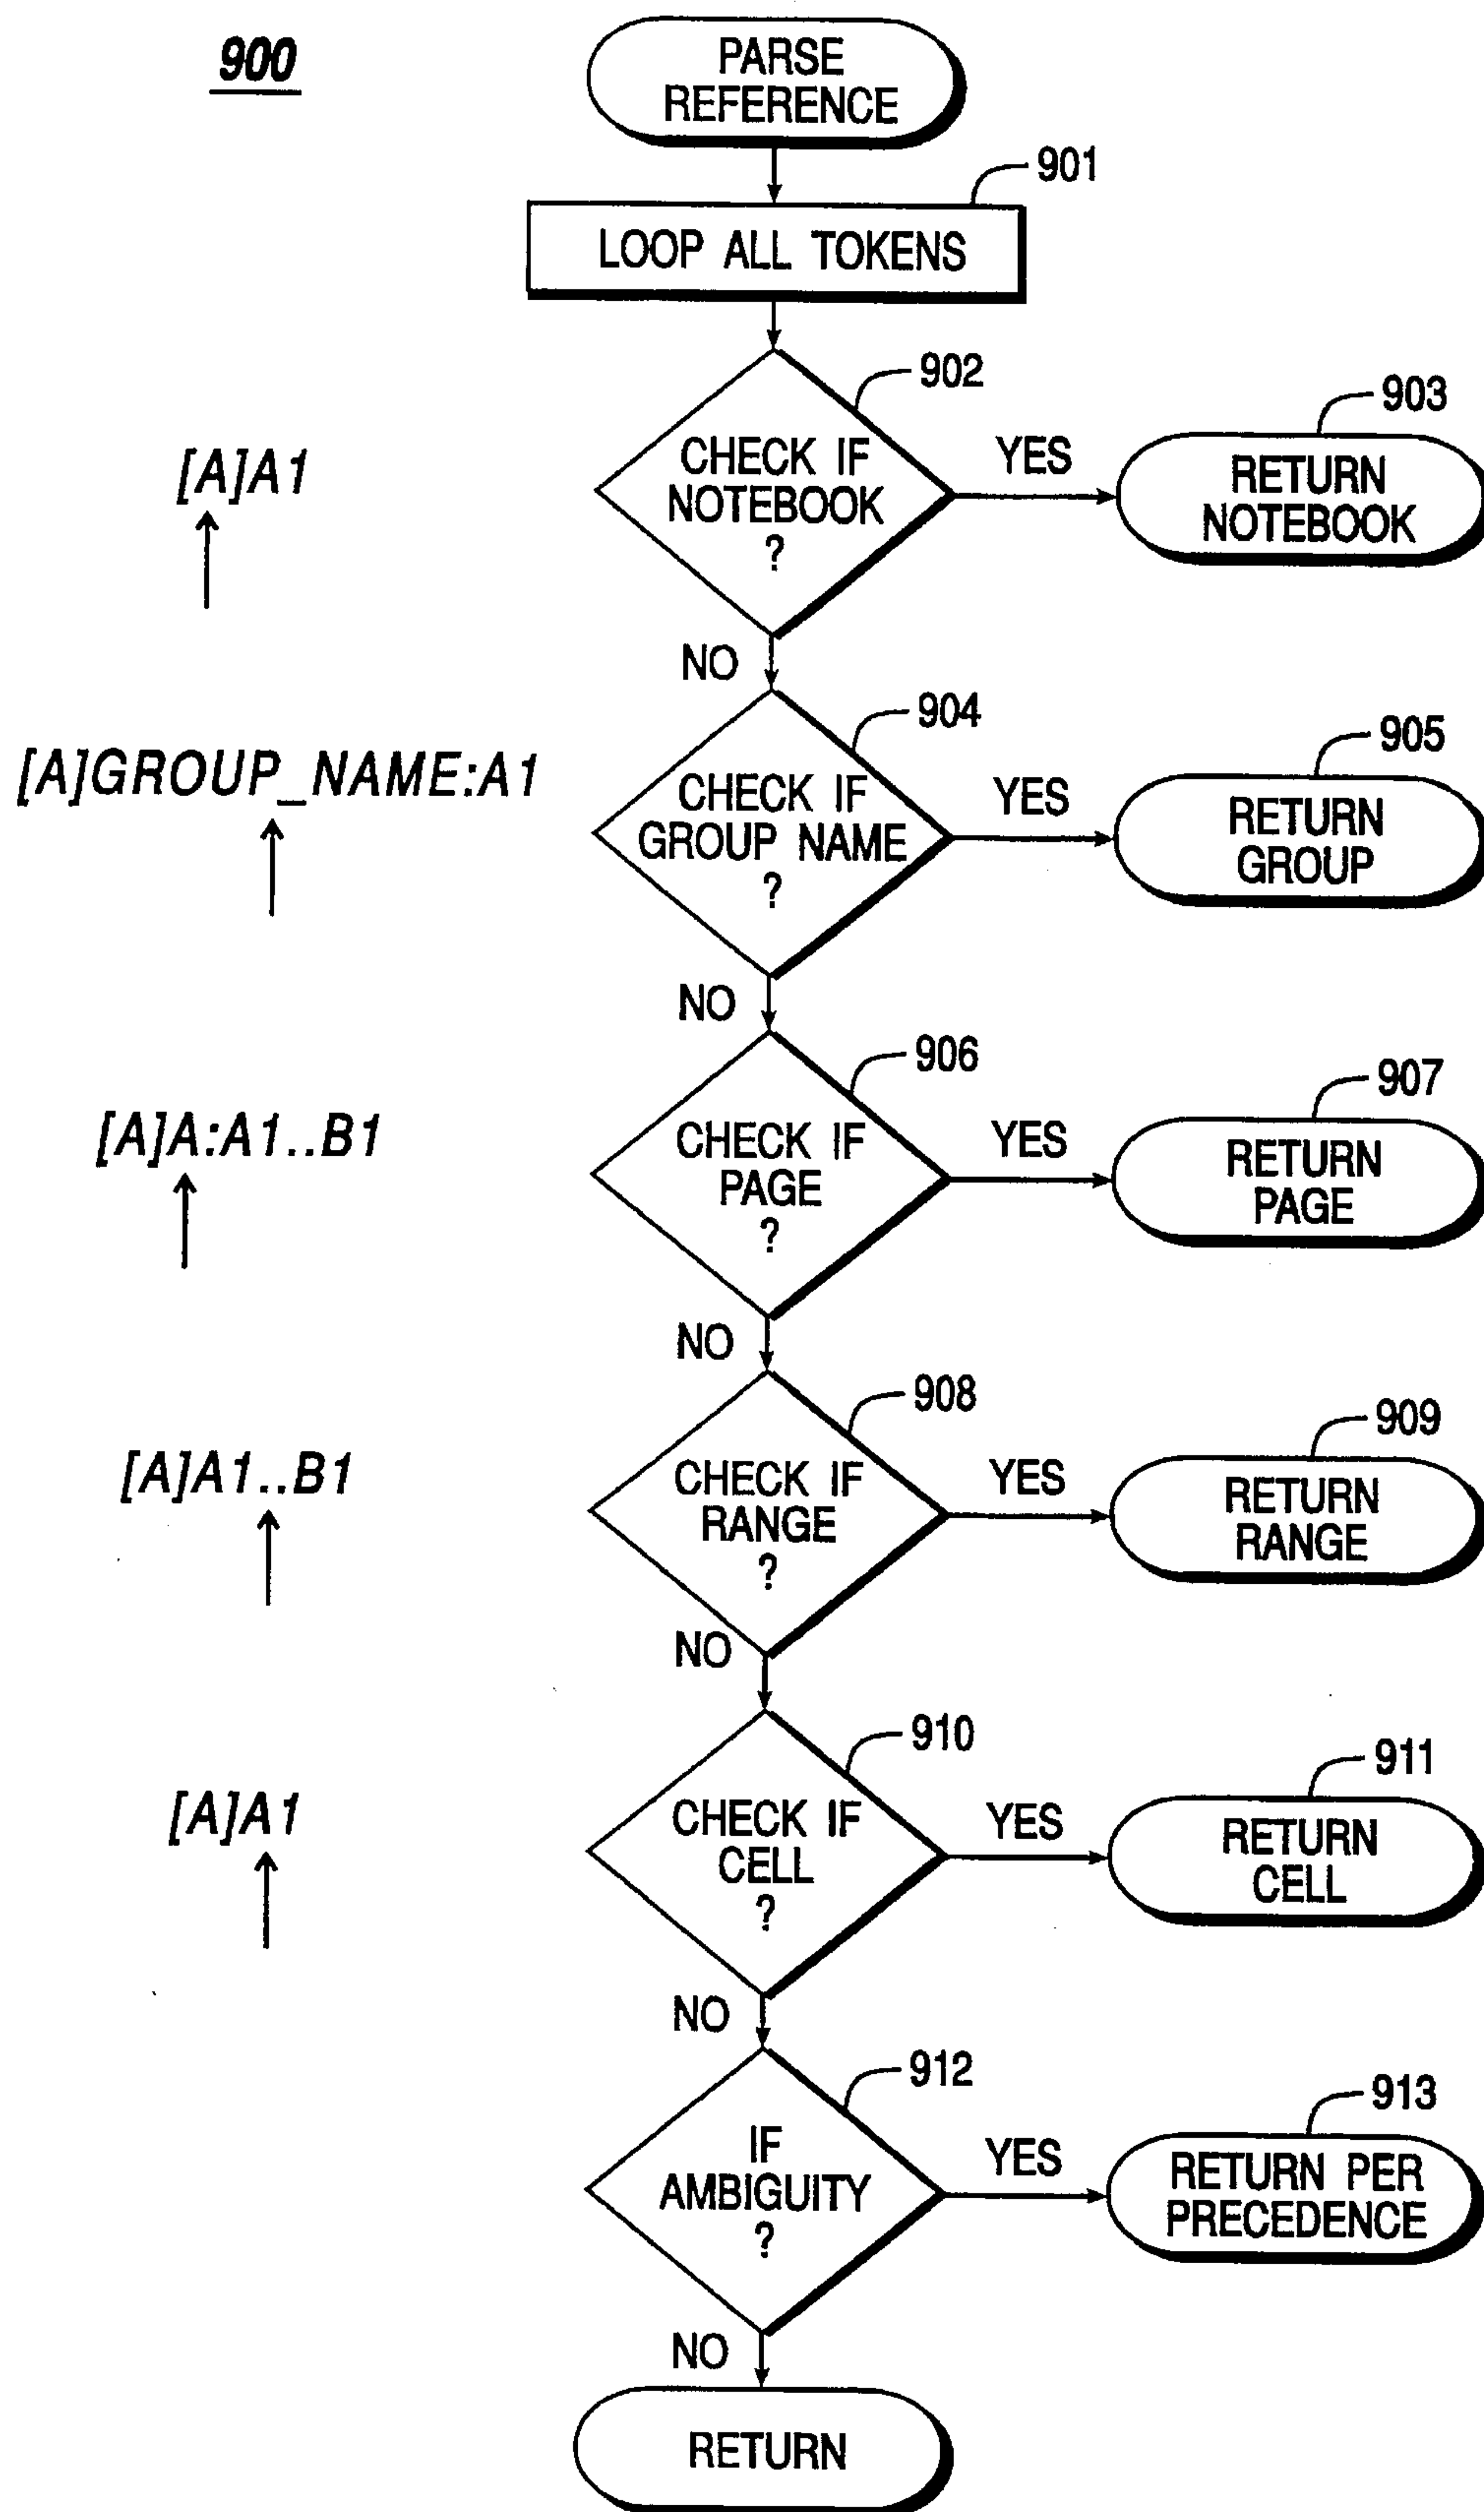 900
PARSE
REFERENCE
901
LOOP ALL TOKENS
902
903
[A]A1
CHECK IF
NOTEBOOK
?
YES
RETURN
NOTEBOOK
NO
904
905
[A]GROUP_NAME:A1
CHECK IF
GROUP NAME
?
YES
RETURN
GROUP
NO
906
907
[A]A:A1..B1
CHECK IF
PAGE
?
YES
RETURN
PAGE
NO
908
909
[A]A1..B1
CHECK IF
RANGE
?
YES
RETURN
RANGE
NO
910
911
[A]A1
CHECK IF
CELL
?
YES
RETURN
CELL
NO
912
913
IF
AMBIGUITY
?
YES
RETURN PER
PRECEDENCE
NO
RETURN